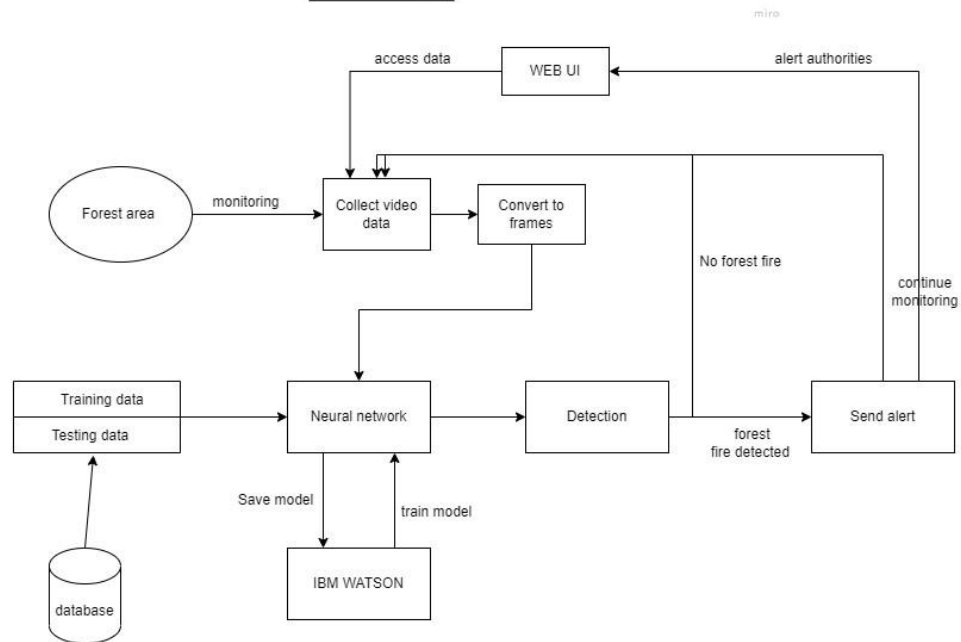 miro
access data
WEB UI
alert authorities
Forest area
monitoring
Collect video
data
Convert to
frames
No forest fire
continue
monitoring
Training data
Testing data
Neural network
Detection
forest
fire detected
Send alert
Save model
train model
IBM WATSON
database